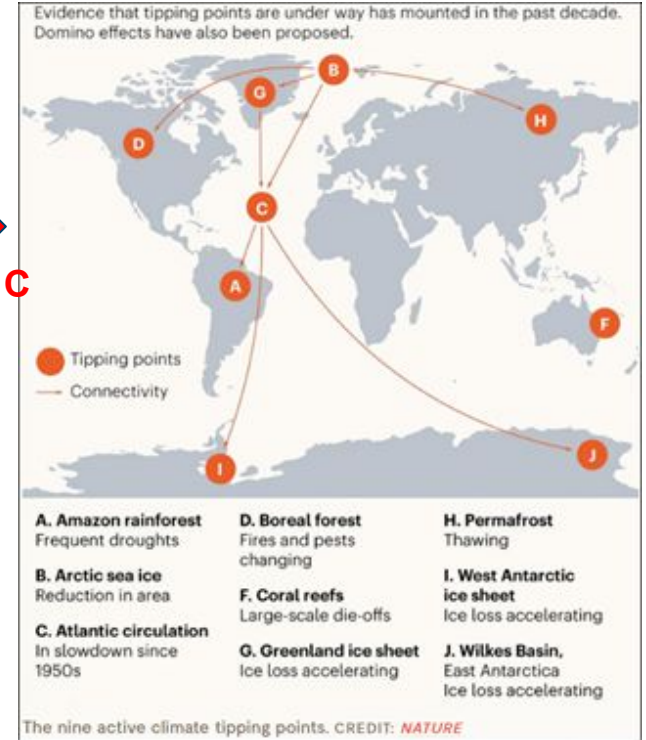 Evidence that tipping points are under way has mounted in the past decade.
Domino effects have also been proposed.
B
G
H
D
C
C
A
F
Tipping points
Connectivity
J
I
A. Amazon rainforest
Frequent droughts
B. Arctic sea ice
Reduction in area
C. Atlantic circulation
In slowdown since
1950s
D. Boreal forest
Fires and pests
changing
F. Coral reefs
Large-scale die-offs
G. Greenland ice sheet
Ice loss accelerating
H. Permafrost
Thawing
I. West Antarctic
ice sheet
Ice loss accelerating
J. Wilkes Basin,
East Antarctica
Ice loss accelerating
The nine active climate tipping points. CREDIT: NATURE